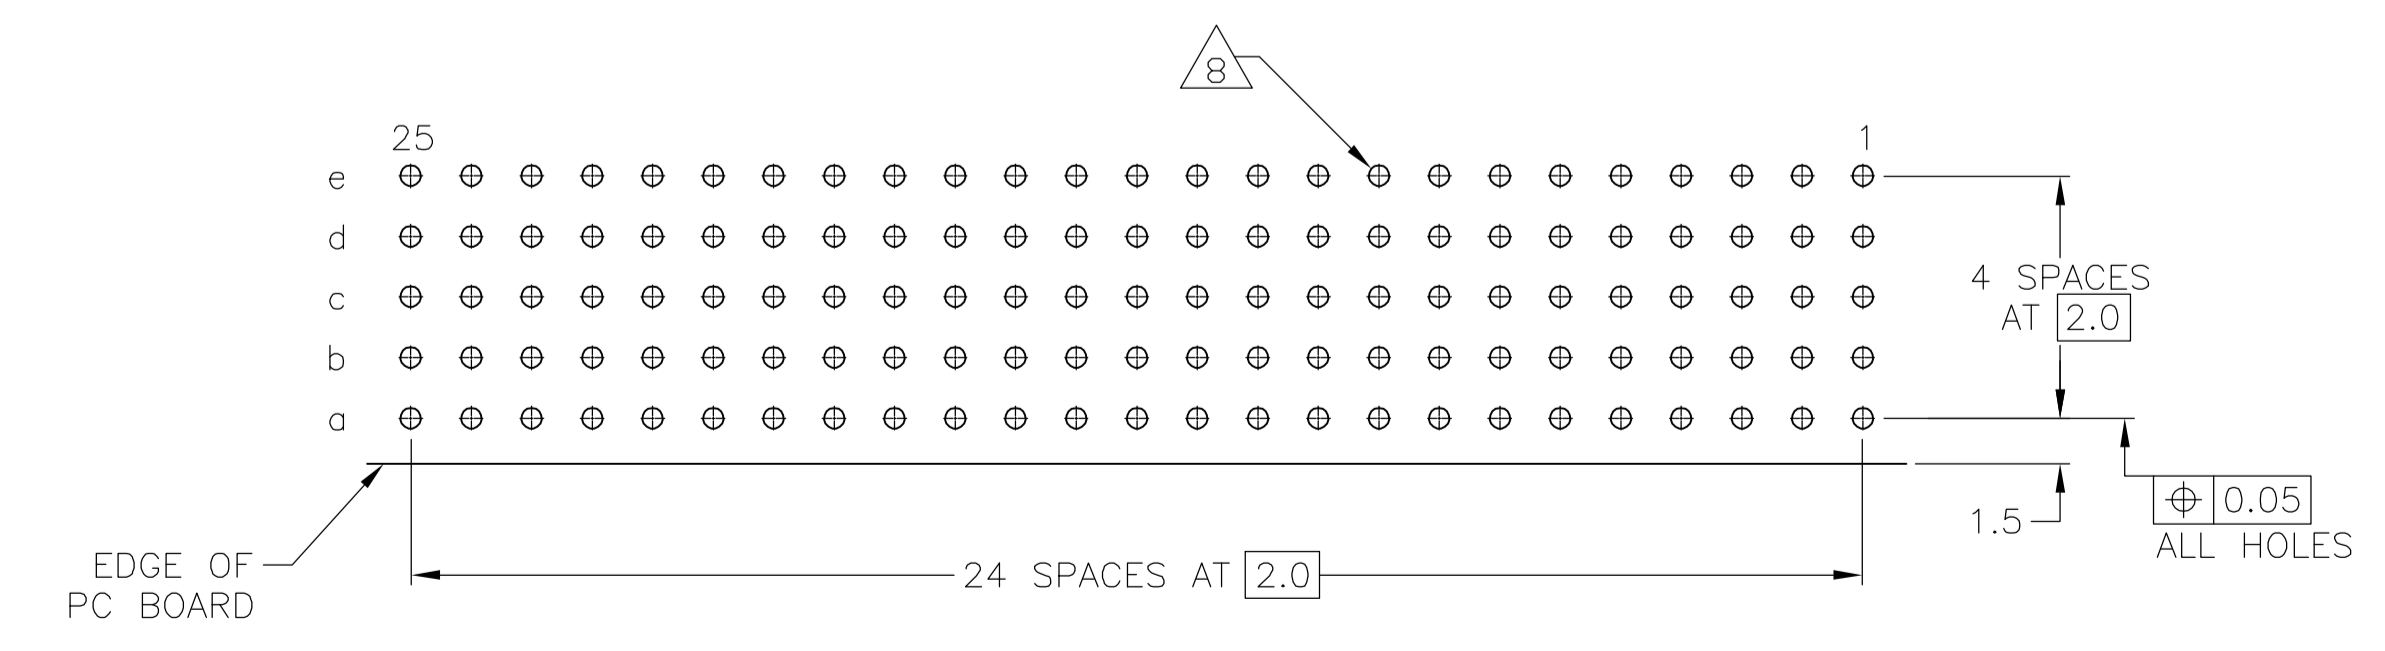 8
25
1
e
d
c
b
a
4 SPACES
AT 2.0
1.5
0.05
ALL HOLES
EDGE OF
PC BOARD
24 SPACES AT 2.0